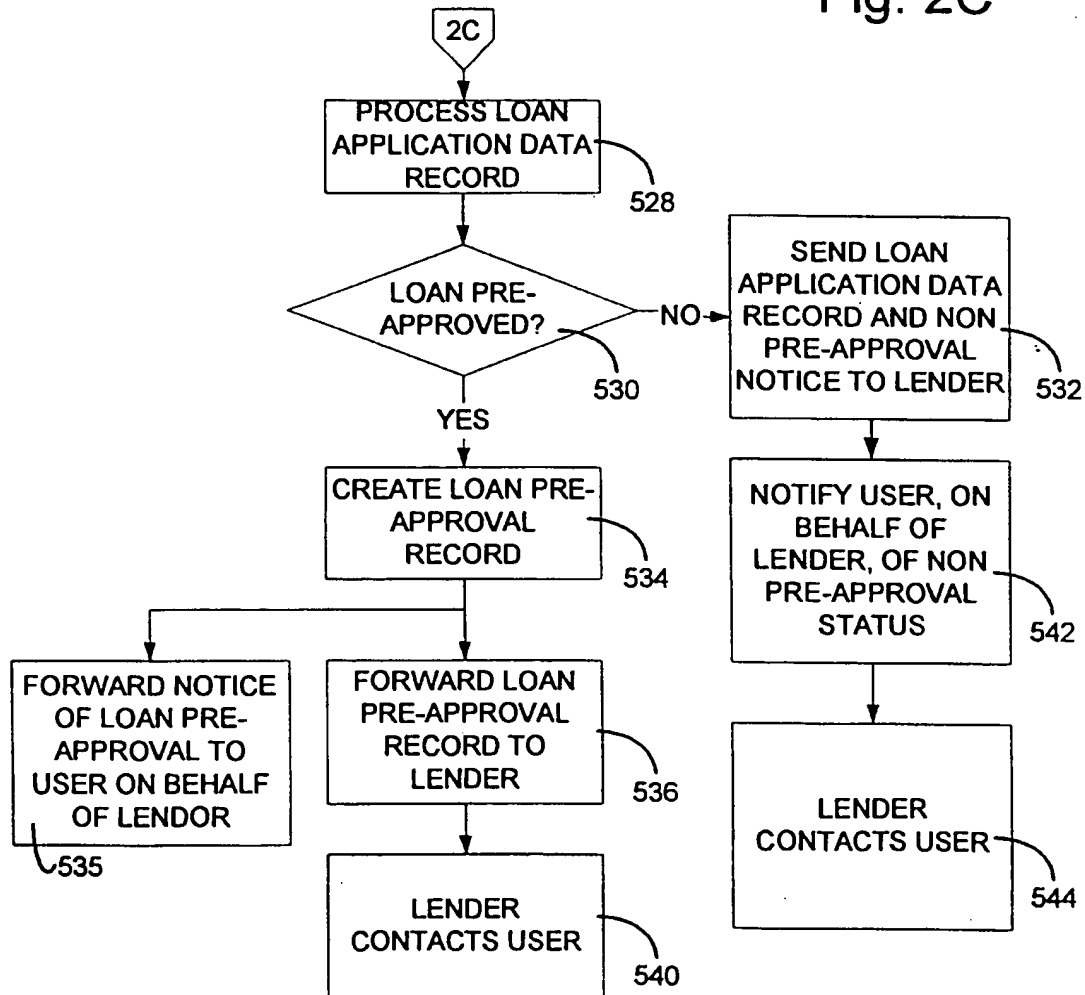 Fig. 2C
2C
PROCESS LOAN
APPLICATION DATA
RECORD
528
LOAN PRE-
APPROVED?
530
NO
SEND LOAN
APPLICATION DATA
RECORD AND NON
PRE-APPROVAL
NOTICE TO LENDER
532
YES
CREATE LOAN PRE-
APPROVAL
RECORD
534
NOTIFY USER, ON
BEHALF OF
LENDER, OF NON
PRE-APPROVAL
STATUS
542
FORWARD NOTICE
OF LOAN PRE-
APPROVAL TO
USER ON BEHALF
OF LENDOR
535
FORWARD LOAN
PRE-APPROVAL
RECORD TO
LENDER
536
LENDER
CONTACTS USER
544
LENDER
CONTACTS USER
540